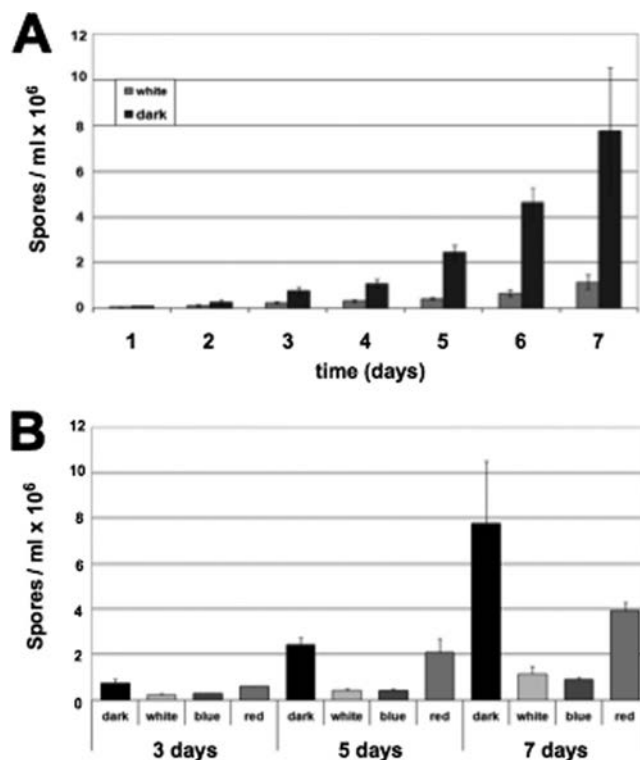 A
Spores / ml x 10⁶
12
10
8
6
4
2
0
white
dark
1 2 3 4 5 6 7
time (days)
B
Spores / ml x 10⁶
12
10
8
6
4
2
0
dark white blue red dark white blue red dark white blue red
3 days 5 days 7 days